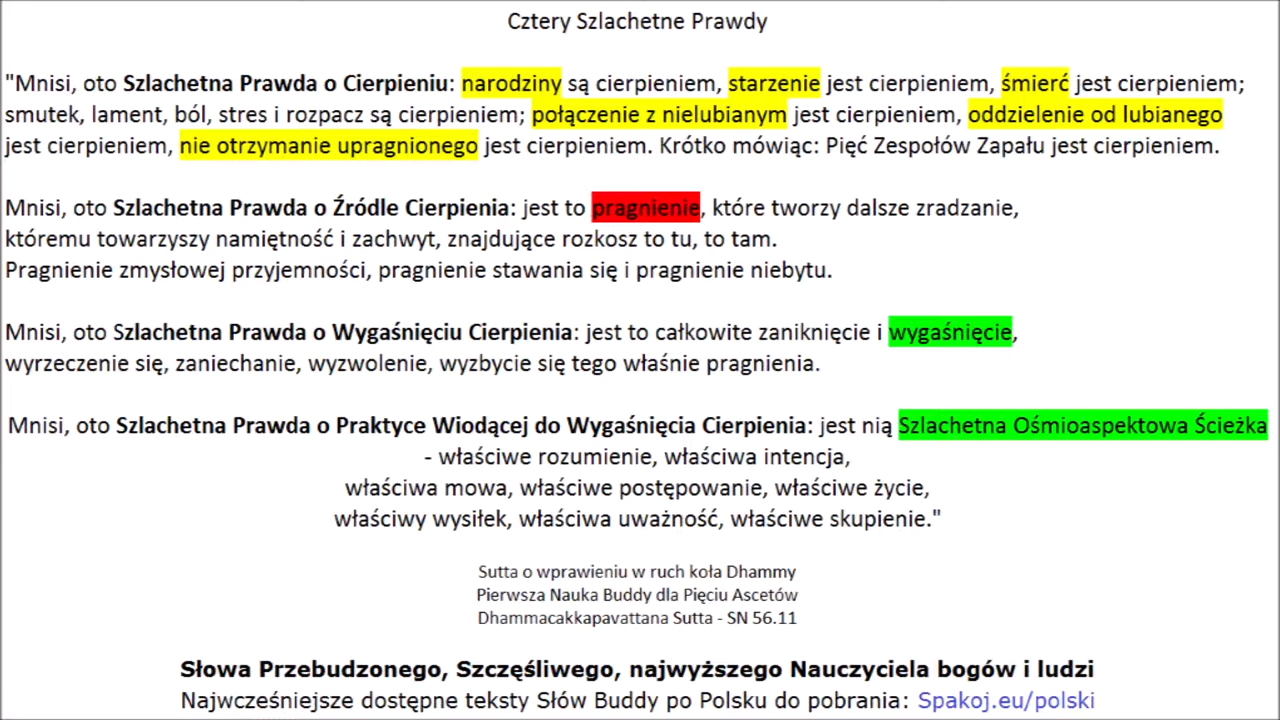 Cztery Szlachetne Prawdy
"Mnisi, oto Szlachetna Prawda o Cierpieniu: narodziny są cierpieniem, starzenie jest cierpieniem, śmierć jest cierpieniem;
smutek, lament, ból, stres i rozpacz są cierpieniem; połączenie z nielubianym jest cierpieniem, oddzielenie od lubianego
jest cierpieniem, nie otrzymanie upragnionego jest cierpieniem. Krótko mówiąc: Pięć Zespołów Zapału jest cierpieniem.
Mnisi, oto Szlachetna Prawda o Źródle Cierpienia: jest to pragnienie, które tworzy dalsze zradzanie,
któremu towarzyszy namiętność i zachwyt, znajdujące rozkosz to tu, to tam.
Pragnienie zmysłowej przyjemności, pragnienie stawania się i pragnienie niebytu.
Mnisi, oto Szlachetna Prawda o Wygaśnięciu Cierpienia: jest to całkowite zaniknięcie i wygaśnięcie,
wyrzeczenie się, zaniechanie, wyzwolenie, wyzbycie się tego właśnie pragnienia.
Mnisi, oto Szlachetna Prawda o Praktyce Wiodącej do Wygaśnięcia Cierpienia: jest nią Szlachetna Ośmioaspektowa Ścieżka
- właściwe rozumienie, właściwa intencja,
właściwa mowa, właściwe postępowanie, właściwe życie,
właściwy wysiłek, właściwa uważność, właściwe skupienie."
Sutta o wprawieniu w ruch koła Dhammy
Pierwsza Nauka Buddy dla Pięciu Ascetów
Dhammacakkapavattana Sutta - SN 56.11
Słowa Przebudzonego, Szczęśliwego, najwyższego Nauczyciela bogów i ludzi
Najwcześniejsze dostępne teksty Słów Buddy po Polsku do pobrania: Spakoj.eu/polski